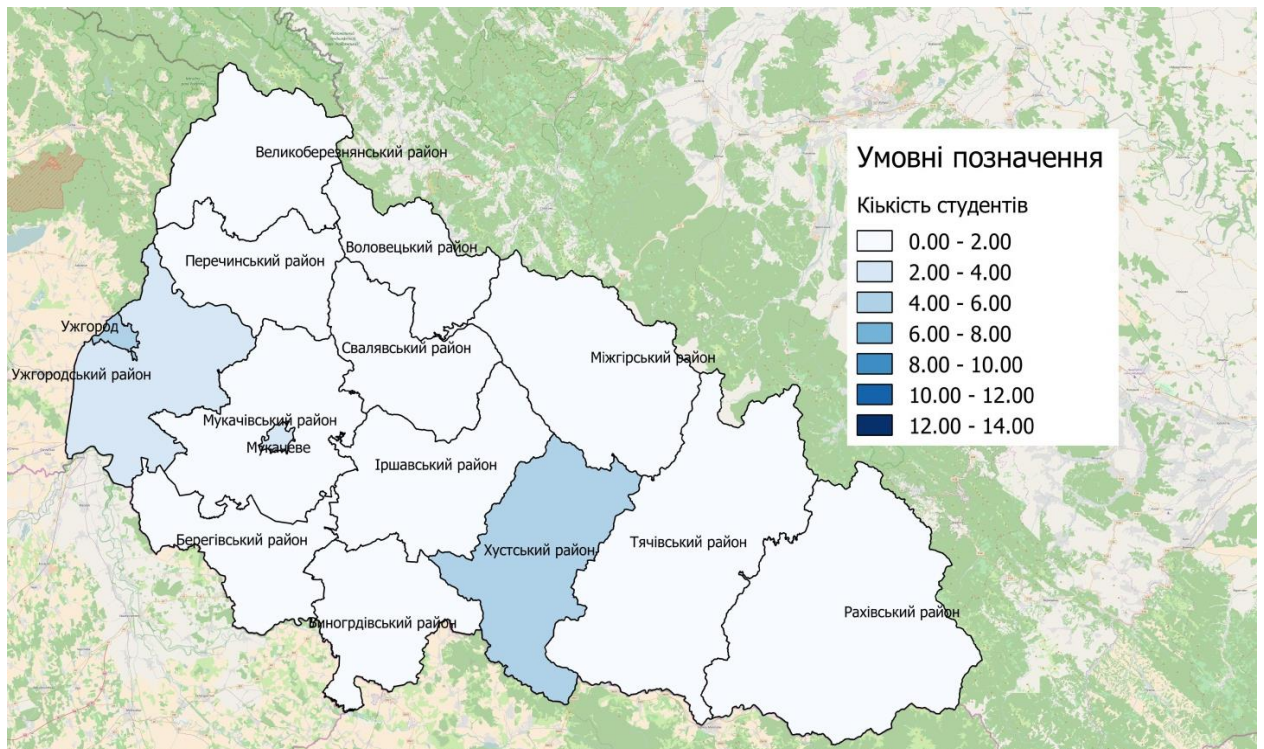 Великоберезнянський район
Воловецький район
Перечинський район
Ужгород
Свалявський район
Міжгірський район
Ужгородський район
Мукачівський район
Мукачеве
Іршавський район
Берегівський район
Хустський район
Тячівський район
Виногрдівський район
Рахівський район
Умовні позначення
Кіькість студентів
0.00 - 2.00
2.00 - 4.00
4.00 - 6.00
6.00 - 8.00
8.00 - 10.00
10.00 - 12.00
12.00 - 14.00